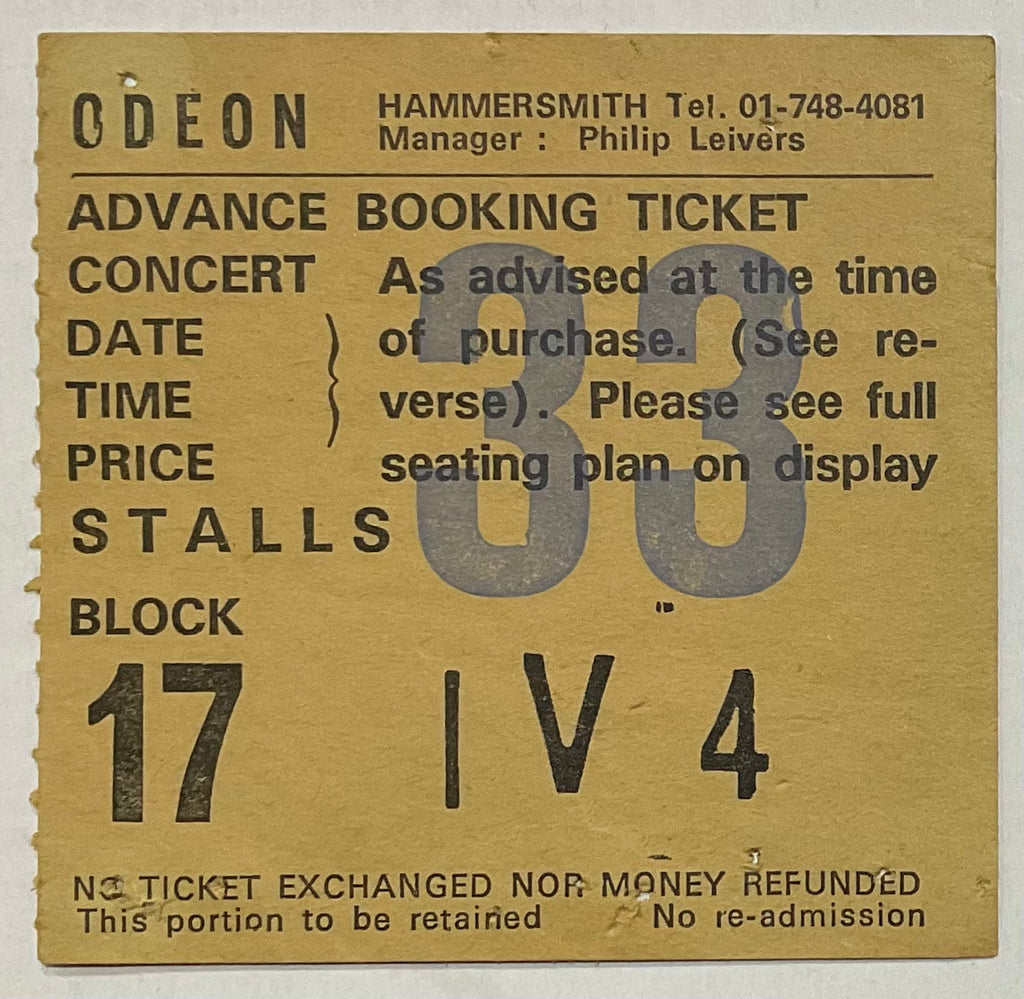 ODEON HAMMERSMITH Tel. 01-748-4081
Manager : Philip Leivers
ADVANCE BOOKING TICKET
CONCERT As advised at the time
DATE of purchase. (See re-
TIME verse). Please see full
PRICE seating plan on display
33
STALLS
BLOCK
17 I V 4
NO TICKET EXCHANGED NOR MONEY REFUNDED
This portion to be retained No re-admission